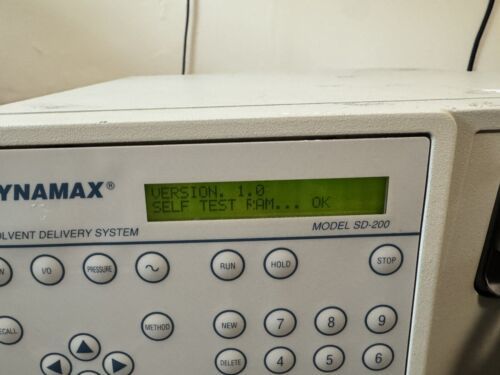 VERSION. 1.0
SELF TEST RAM... OK
YNAMAX®
OLVENT DELIVERY SYSTEM
MODEL SD-200
N
I/O
PRESSURE
RUN
HOLD
STOP
ECALL
METHOD
NEW
7
8
9
DELETE
4
5
6